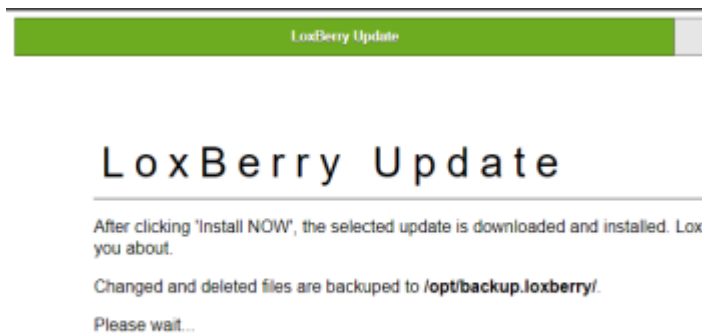 LoxBerry Update
LoxBerry Update
After clicking 'Install NOW', the selected update is downloaded and installed. Lox
you about.
Changed and deleted files are backuped to /opt/backup.loxberry/.
Please wait...